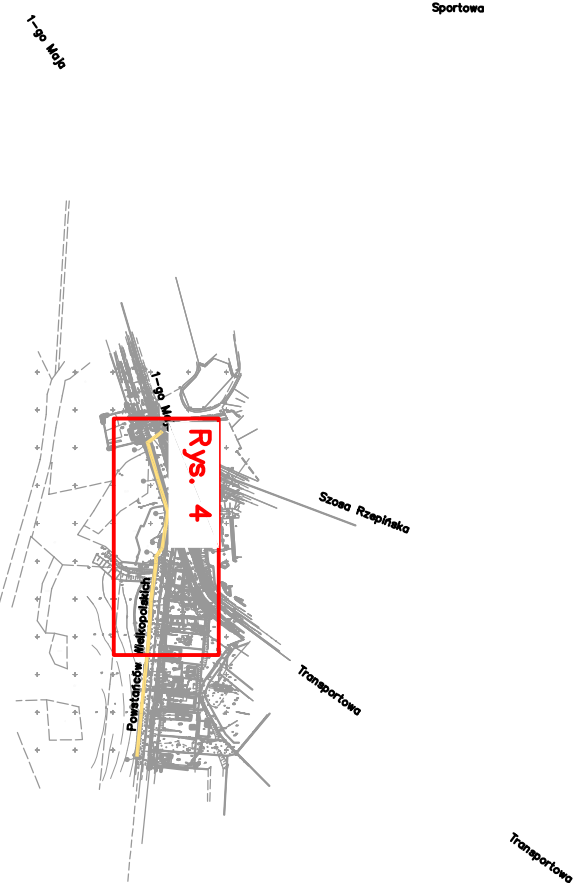 Sportowa
1-go Maja
1-go Maja
Rys. 4
Szosa Rzepińska
Powstańców Wielkopolskich
Transportowa
Transportowa